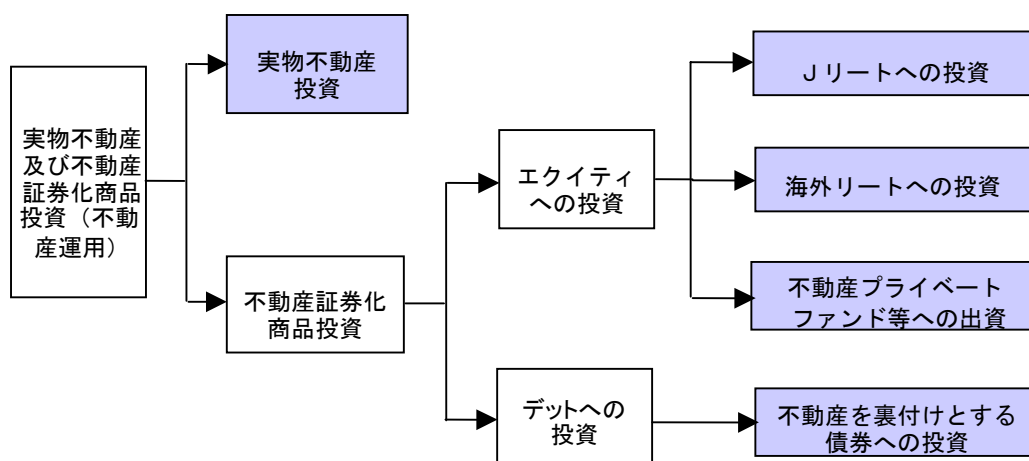 実物不動産
及び不動産
証券化商品
投資（不動
産運用）
実物不動産
投資
不動産証券化
商品投資
エクイティ
への投資
デットへの
投資
Ｊリートへの投資
海外リートへの投資
不動産プライベート
ファンド等への出資
不動産を裏付けとする
債券への投資